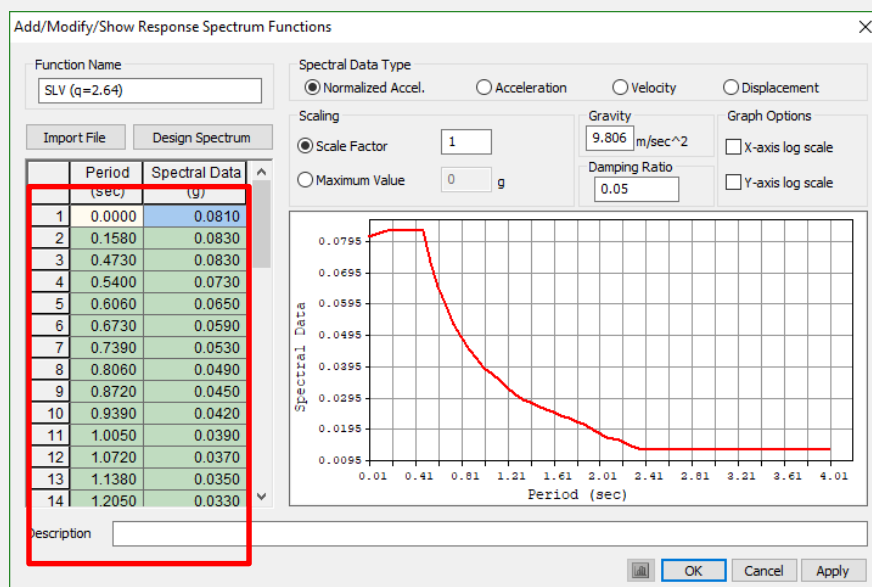 Add/Modify/Show Response Spectrum Functions
Function Name
SLV (q=2.64)
Import File Design Spectrum
Spectral Data Type
Normalized Accel. Acceleration Velocity Displacement
Scaling
Scale Factor 1
Maximum Value 0 g
Gravity
9.806 m/sec^2
Damping Ratio
0.05
Graph Options
X-axis log scale
Y-axis log scale
Period (sec) Spectral Data (g)
1 0.0000 0.0810
2 0.1580 0.0830
3 0.4730 0.0830
4 0.5400 0.0730
5 0.6060 0.0650
6 0.6730 0.0590
7 0.7390 0.0530
8 0.8060 0.0490
9 0.8720 0.0450
10 0.9390 0.0420
11 1.0050 0.0390
12 1.0720 0.0370
13 1.1380 0.0350
14 1.2050 0.0330
Spectral Data
0.0795
0.0695
0.0595
0.0495
0.0395
0.0295
0.0195
0.0095
0.01 0.41 0.81 1.21 1.61 2.01 2.41 2.81 3.21 3.61 4.01
Period (sec)
Description
OK Cancel Apply